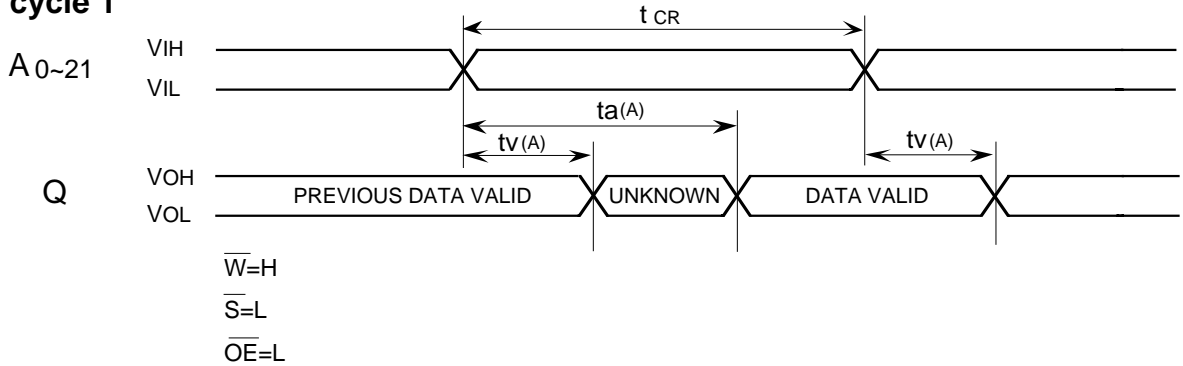 cycle 1
t CR
VIH
A 0~21
VIL
ta(A)
tv(A)
tv(A)
VOH
Q
PREVIOUS DATA VALID
UNKNOWN
DATA VALID
VOL
W=H
S=L
OE=L